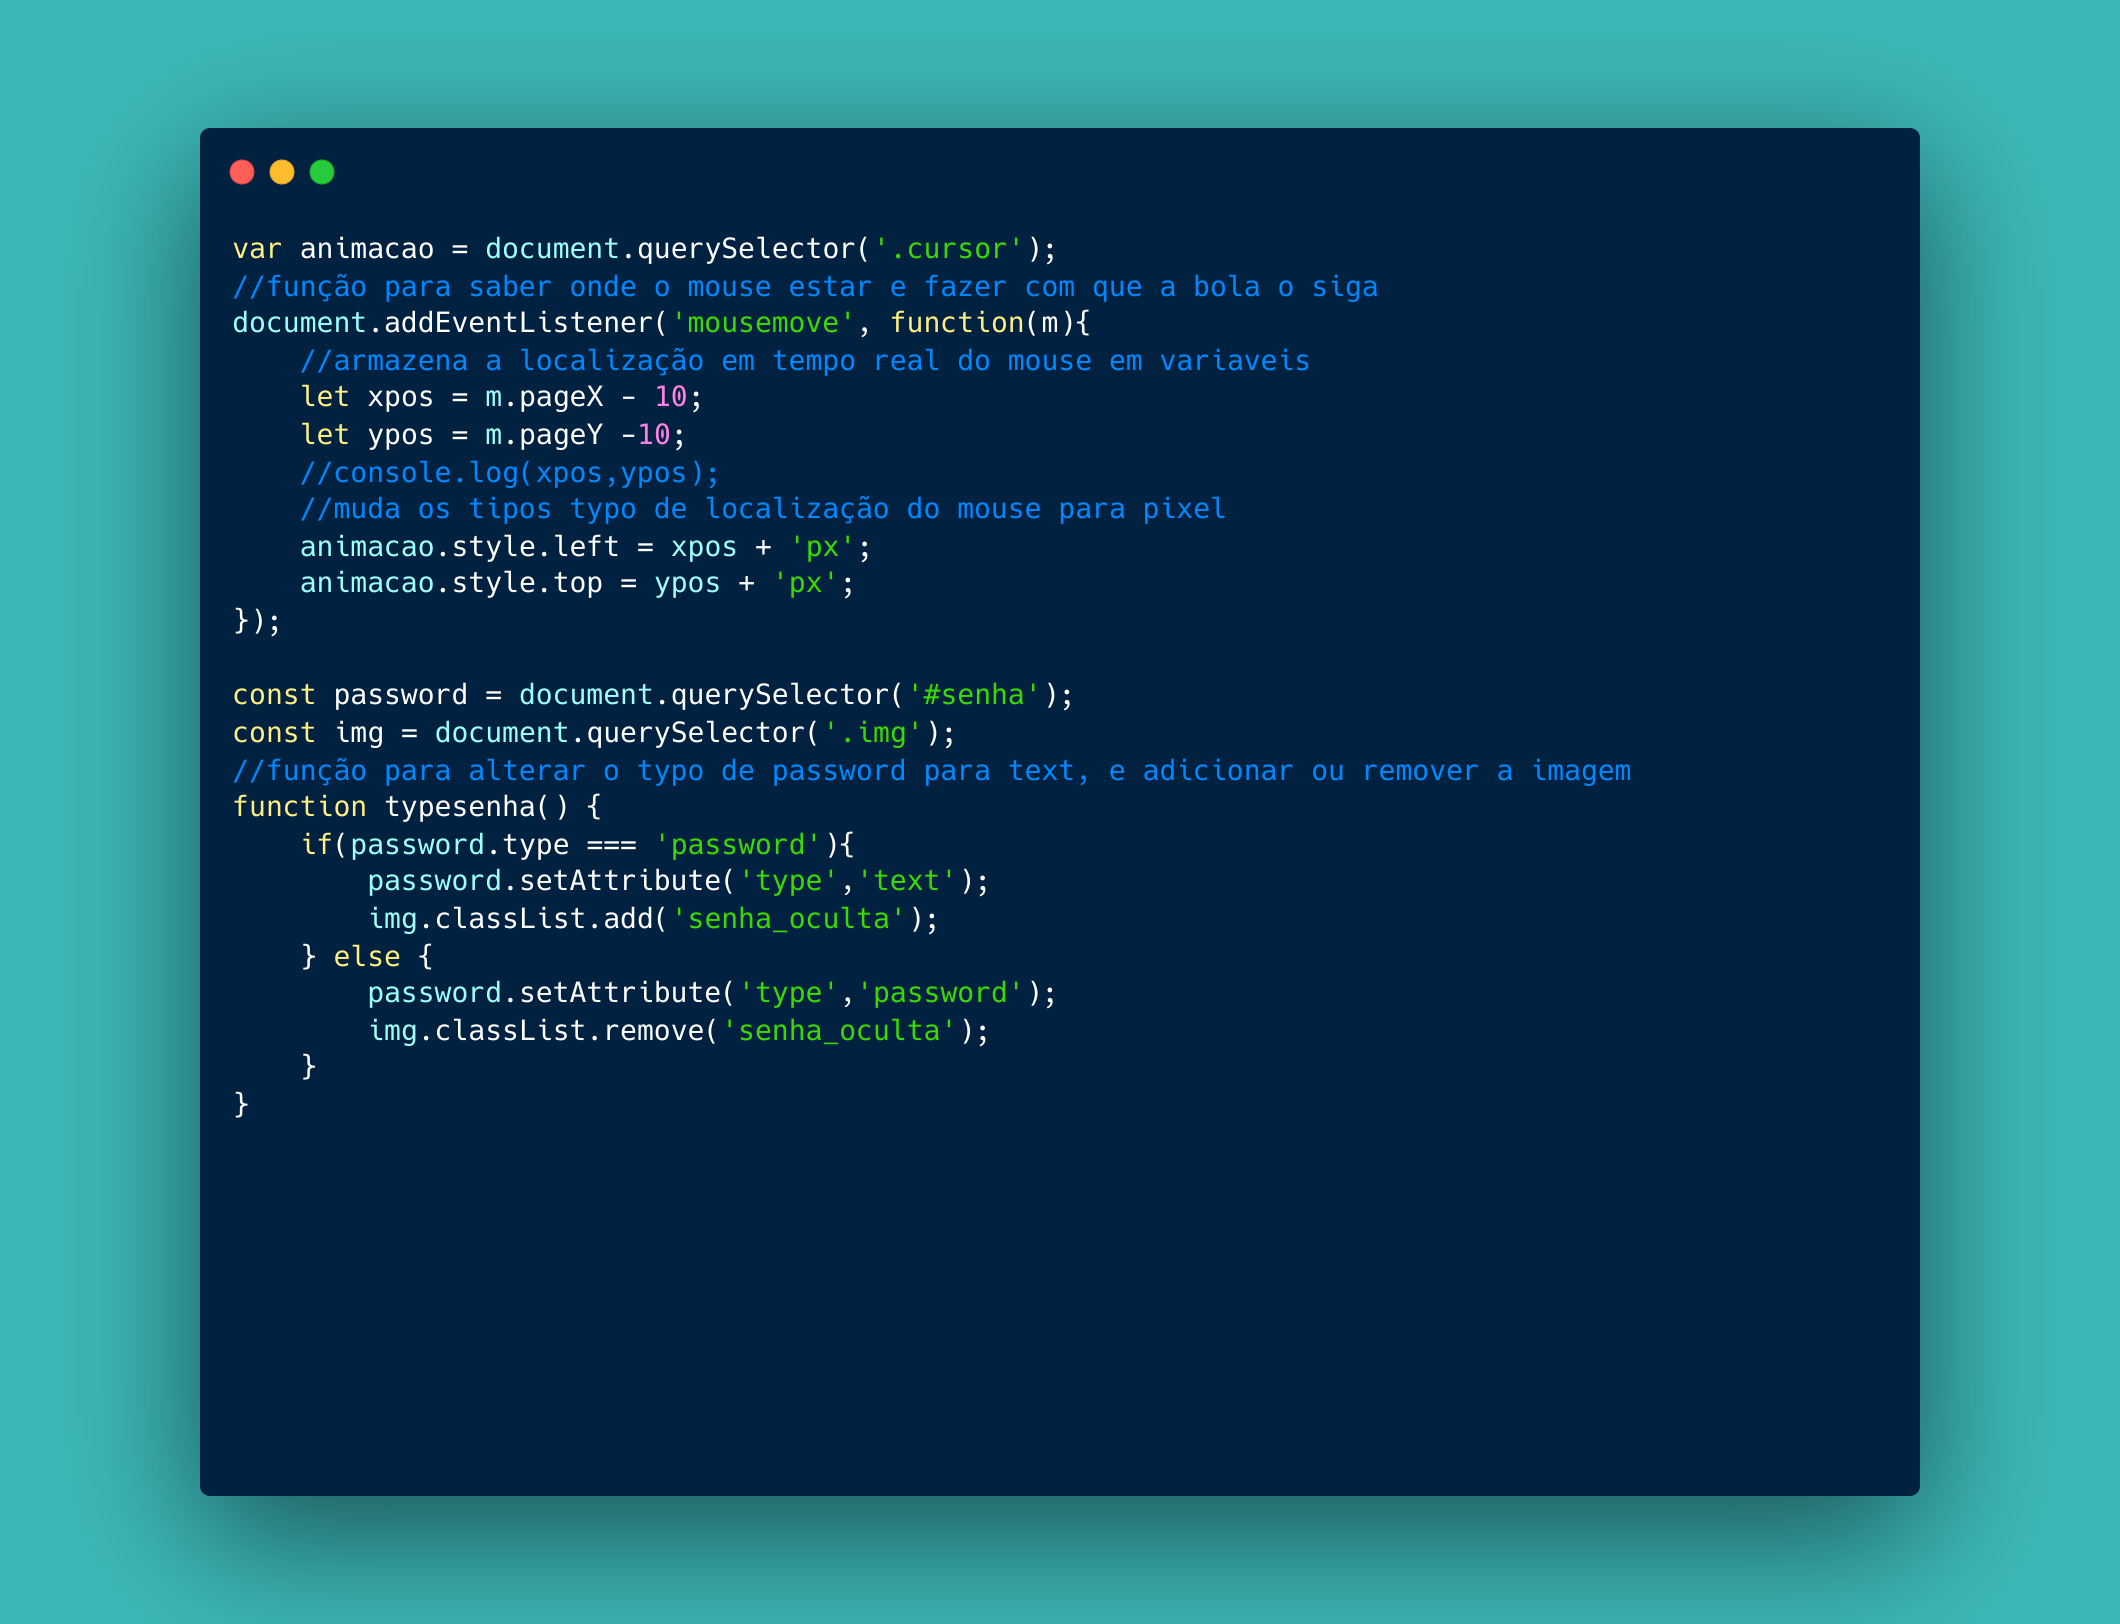 var animacao = document.querySelector('.cursor');
//função para saber onde o mouse estar e fazer com que a bola o siga
document.addEventListener('mousemove', function(m){
    //armazena a localização em tempo real do mouse em variaveis
    let xpos = m.pageX - 10;
    let ypos = m.pageY -10;
    //console.log(xpos,ypos);
    //muda os tipos typo de localização do mouse para pixel
    animacao.style.left = xpos + 'px';
    animacao.style.top = ypos + 'px';
});

const password = document.querySelector('#senha');
const img = document.querySelector('.img');
//função para alterar o typo de password para text, e adicionar ou remover a imagem
function typesenha() {
    if(password.type === 'password'){
        password.setAttribute('type','text');
        img.classList.add('senha_oculta');
    } else {
        password.setAttribute('type','password');
        img.classList.remove('senha_oculta');
    }
}